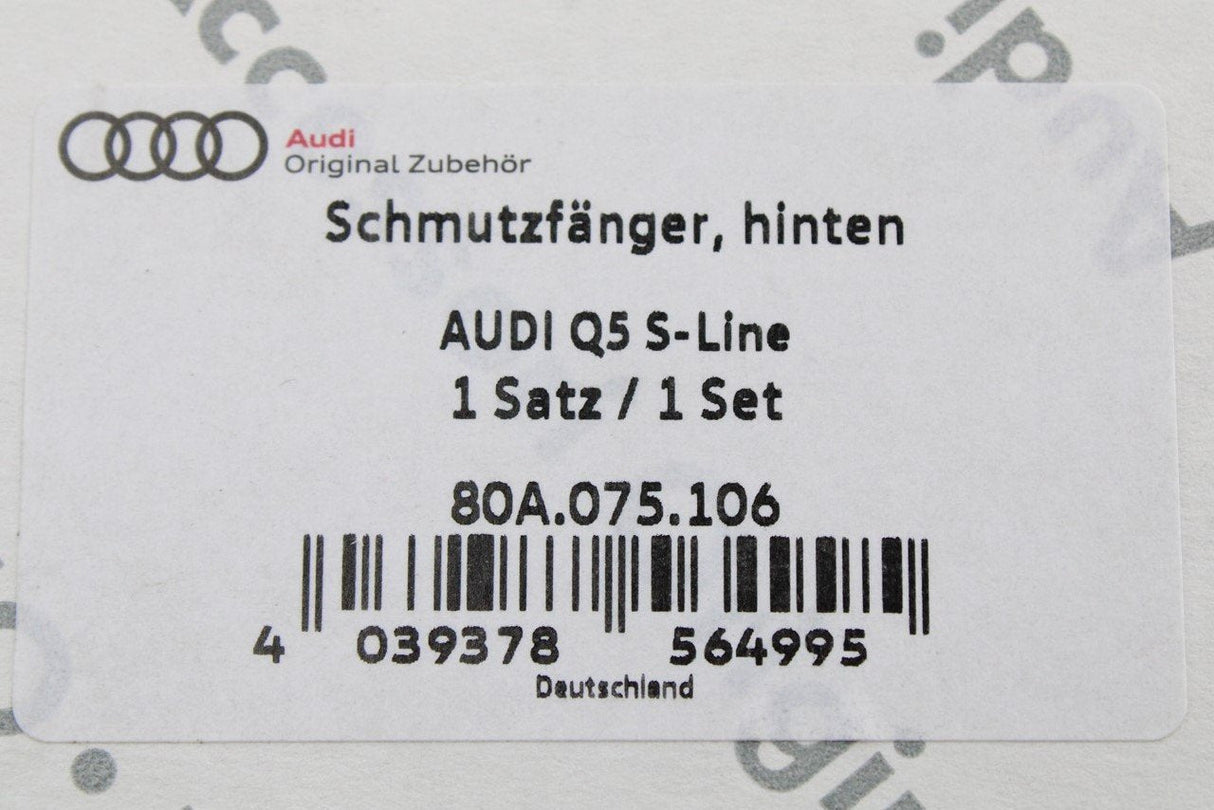 Audi
Original Zubehör
Schmutzfänger, hinten
AUDI Q5 S-Line
1 Satz / 1 Set
80A.075.106
4 039378 564995
Deutschland